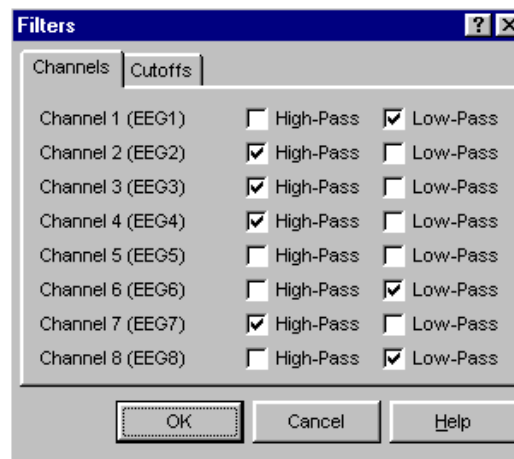 Filters
Channels Cutoffs
Channel 1 (EEG1) High-Pass Low-Pass
Channel 2 (EEG2) High-Pass Low-Pass
Channel 3 (EEG3) High-Pass Low-Pass
Channel 4 (EEG4) High-Pass Low-Pass
Channel 5 (EEG5) High-Pass Low-Pass
Channel 6 (EEG6) High-Pass Low-Pass
Channel 7 (EEG7) High-Pass Low-Pass
Channel 8 (EEG8) High-Pass Low-Pass
OK Cancel Help